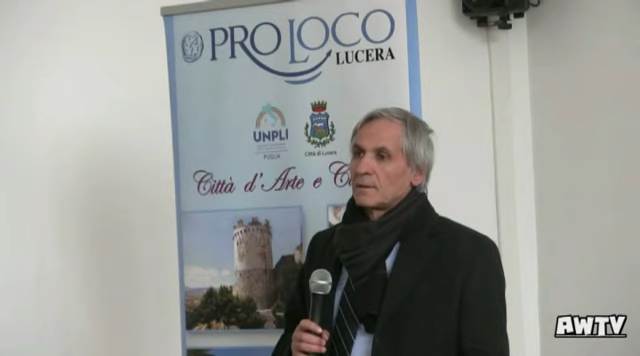 PRO LOCO
LUCERA
UNPLI
PUGLIA
Città di Lucera
Città d'Arte e C
AWTV